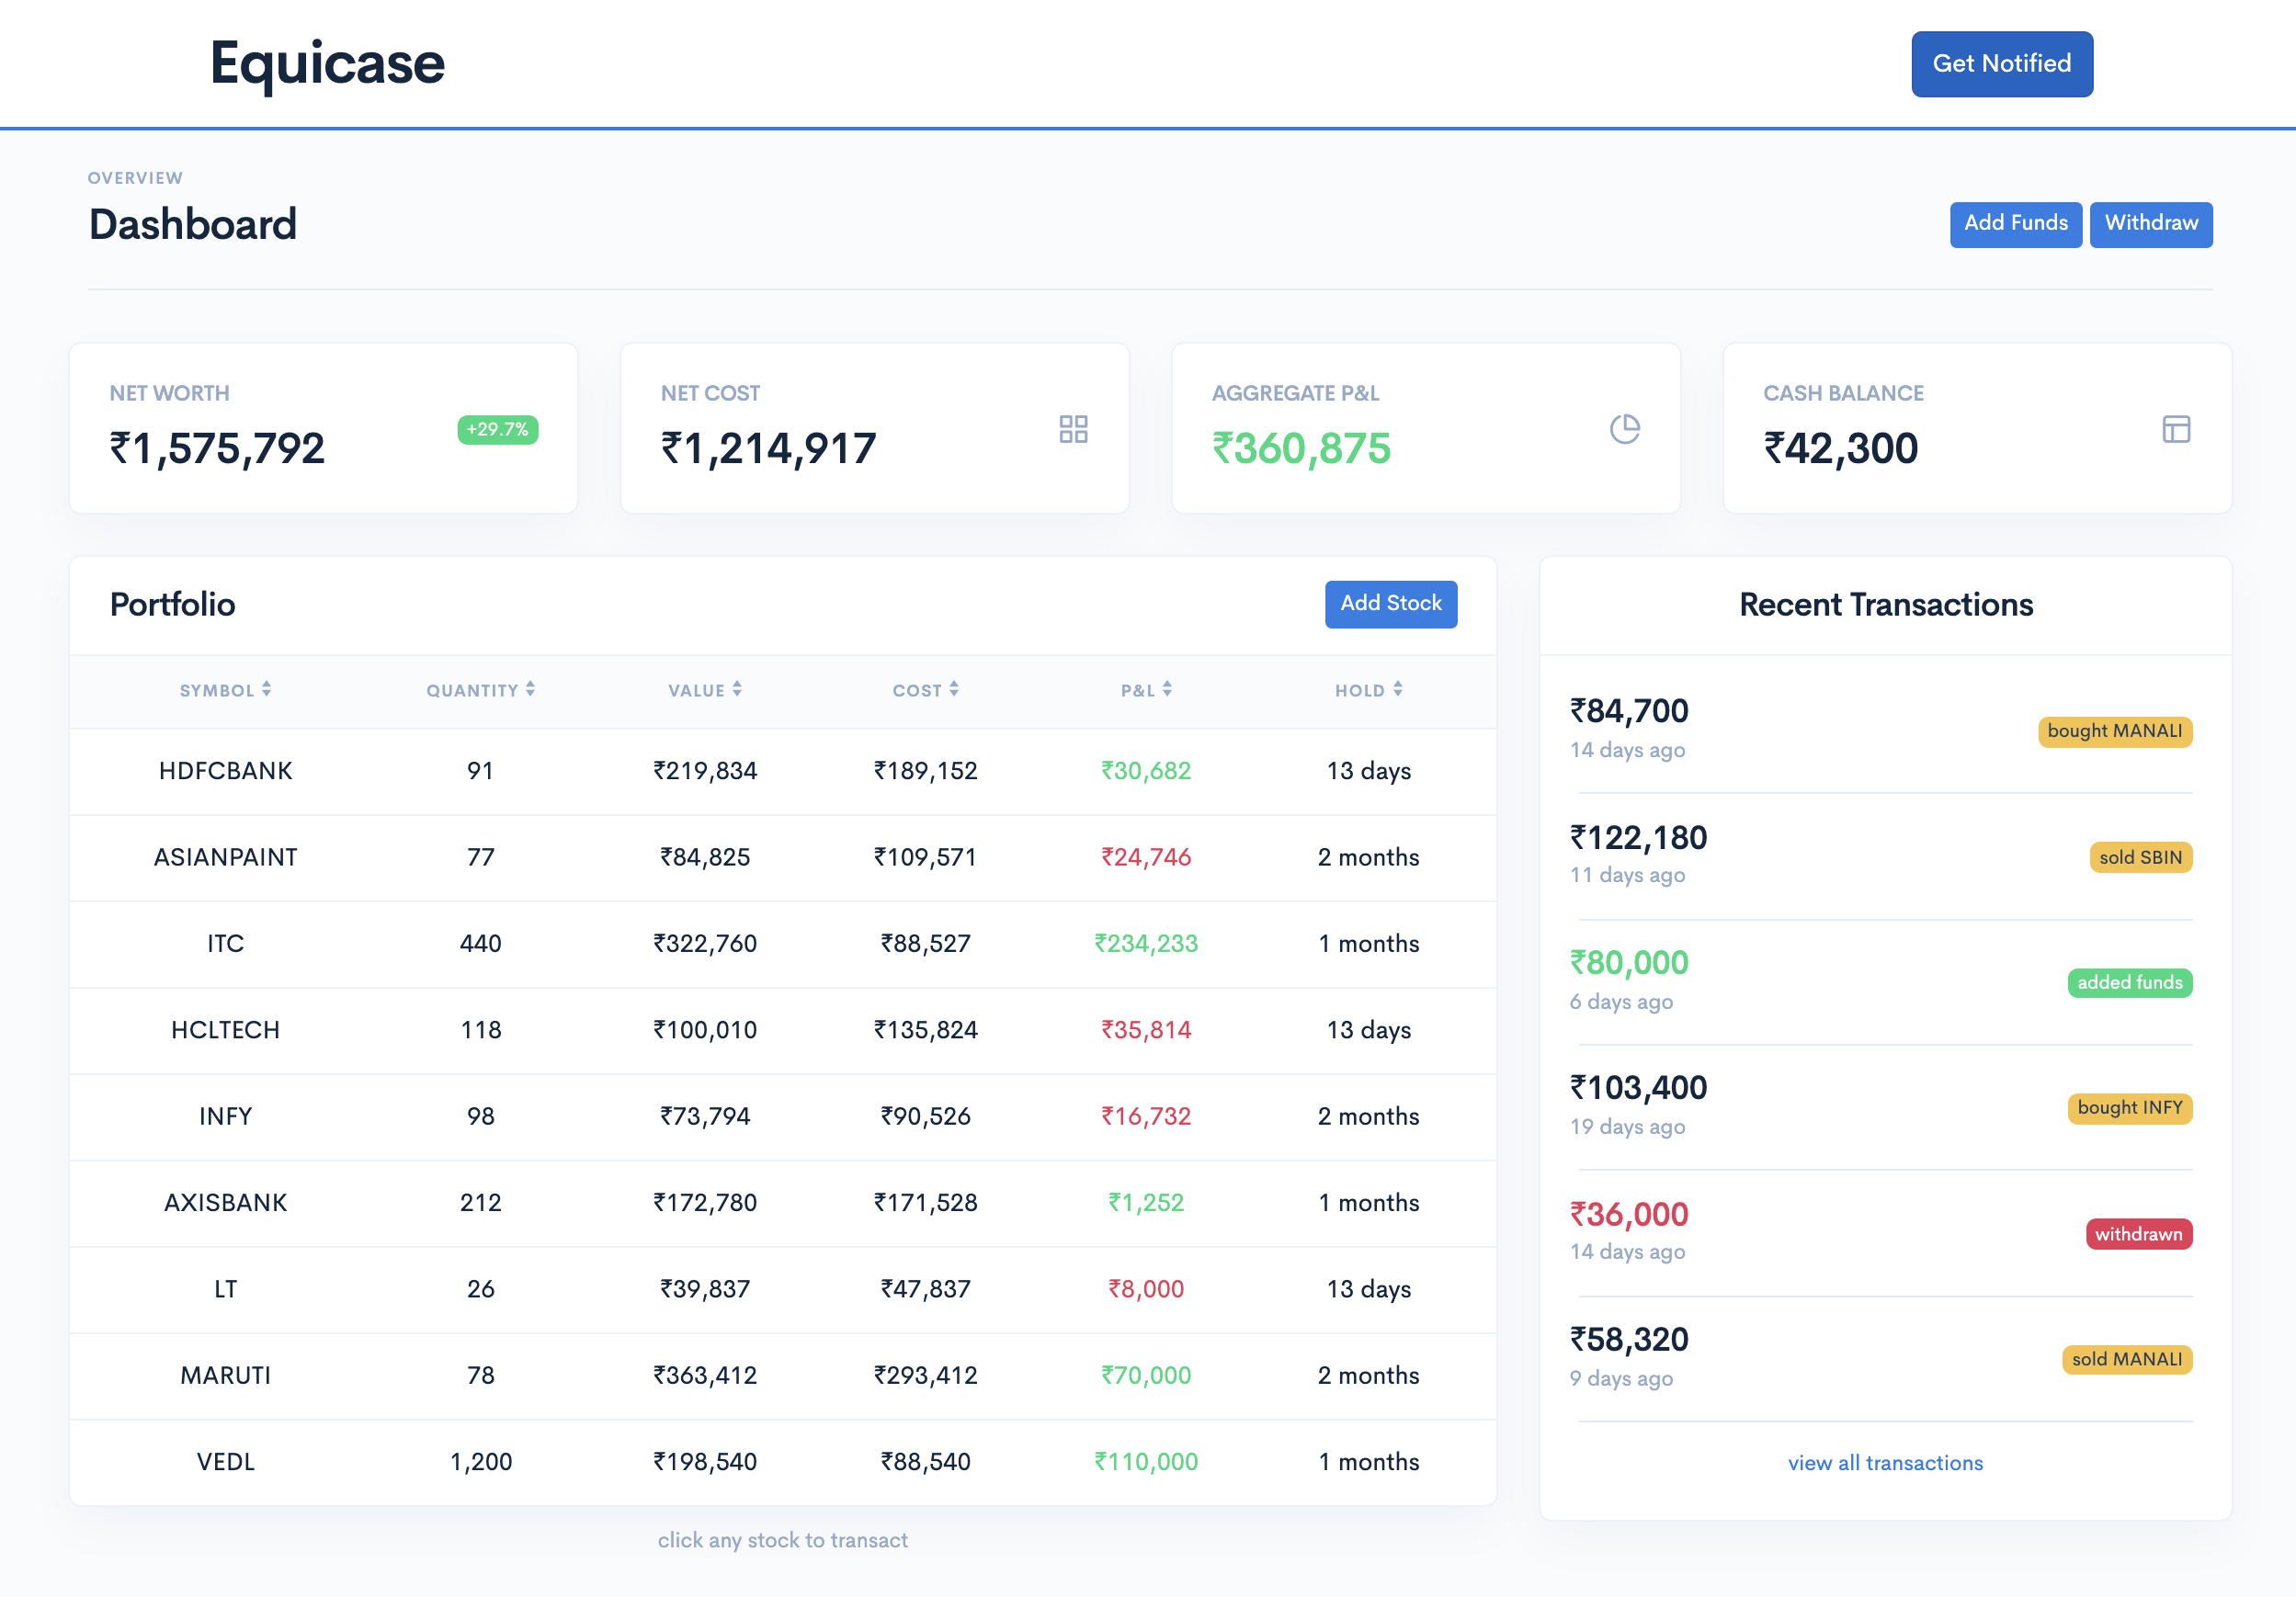 Equicase
Get Notified
OVERVIEW
Dashboard
Add Funds
Withdraw
NET WORTH
₹1,575,792
+29.7%
NET COST
₹1,214,917
AGGREGATE P&L
₹360,875
CASH BALANCE
₹42,300
Portfolio
Add Stock
SYMBOL QUANTITY VALUE COST P&L HOLD
HDFCBANK 91 ₹219,834 ₹189,152 ₹30,682 13 days
ASIANPAINT 77 ₹84,825 ₹109,571 ₹24,746 2 months
ITC 440 ₹322,760 ₹88,527 ₹234,233 1 months
HCLTECH 118 ₹100,010 ₹135,824 ₹35,814 13 days
INFY 98 ₹73,794 ₹90,526 ₹16,732 2 months
AXISBANK 212 ₹172,780 ₹171,528 ₹1,252 1 months
LT 26 ₹39,837 ₹47,837 ₹8,000 13 days
MARUTI 78 ₹363,412 ₹293,412 ₹70,000 2 months
VEDL 1,200 ₹198,540 ₹88,540 ₹110,000 1 months
click any stock to transact
Recent Transactions
₹84,700
14 days ago
bought MANALI
₹122,180
11 days ago
sold SBIN
₹80,000
6 days ago
added funds
₹103,400
19 days ago
bought INFY
₹36,000
14 days ago
withdrawn
₹58,320
9 days ago
sold MANALI
view all transactions